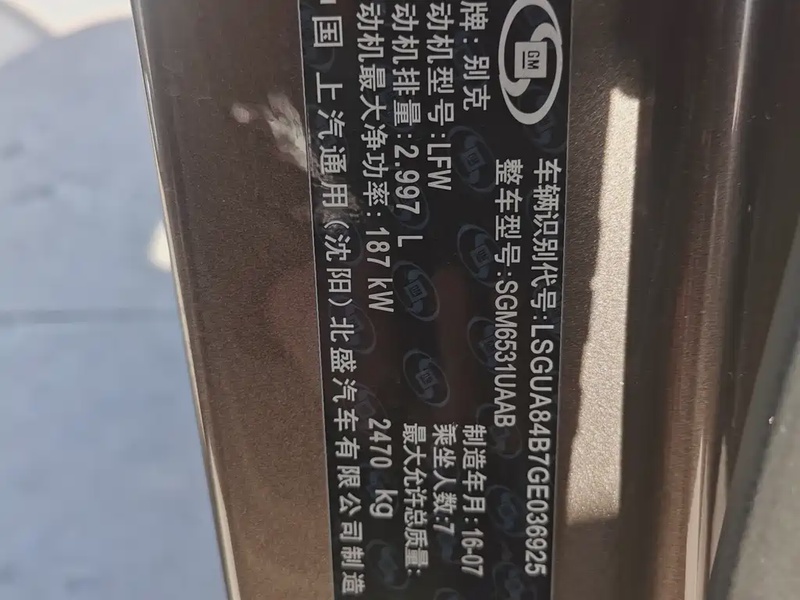 GM
车辆识别代号:LSGUA84B7GE036925
整车型号:SGM6531UAAB
牌:别克
制造年月:16-07
动机型号:LFW
乘坐人数:7
动机排量:2.997 L
最大允许总质量:
动机最大净功率:187 kW
2470 kg
中国 上汽通用(沈阳)北盛汽车有限公司制造